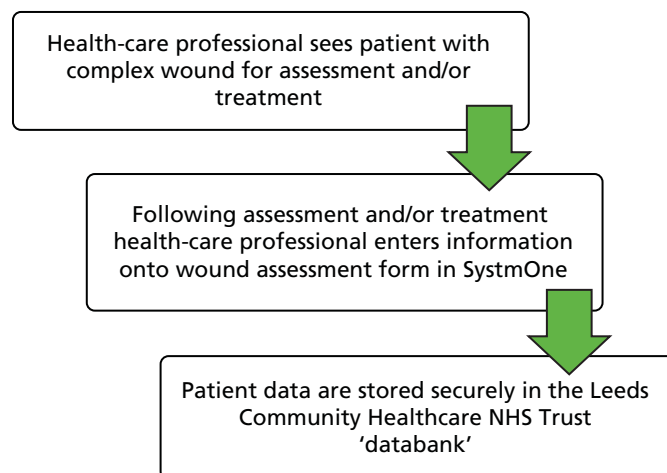 Health-care professional sees patient with
complex wound for assessment and/or
treatment
Following assessment and/or treatment
health-care professional enters information
onto wound assessment form in SystmOne
Patient data are stored securely in the Leeds
Community Healthcare NHS Trust
‘databank’